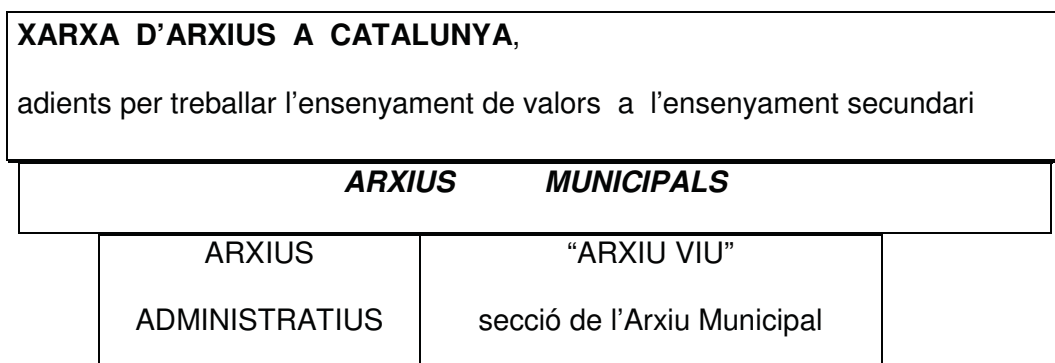 XARXA D'ARXIUS A CATALUNYA,
adients per treballar l'ensenyament de valors a l'ensenyament secundari
ARXIUS MUNICIPALS
ARXIUS
ADMINISTRATIUS
“ARXIU VIU”
secció de l'Arxiu Municipal